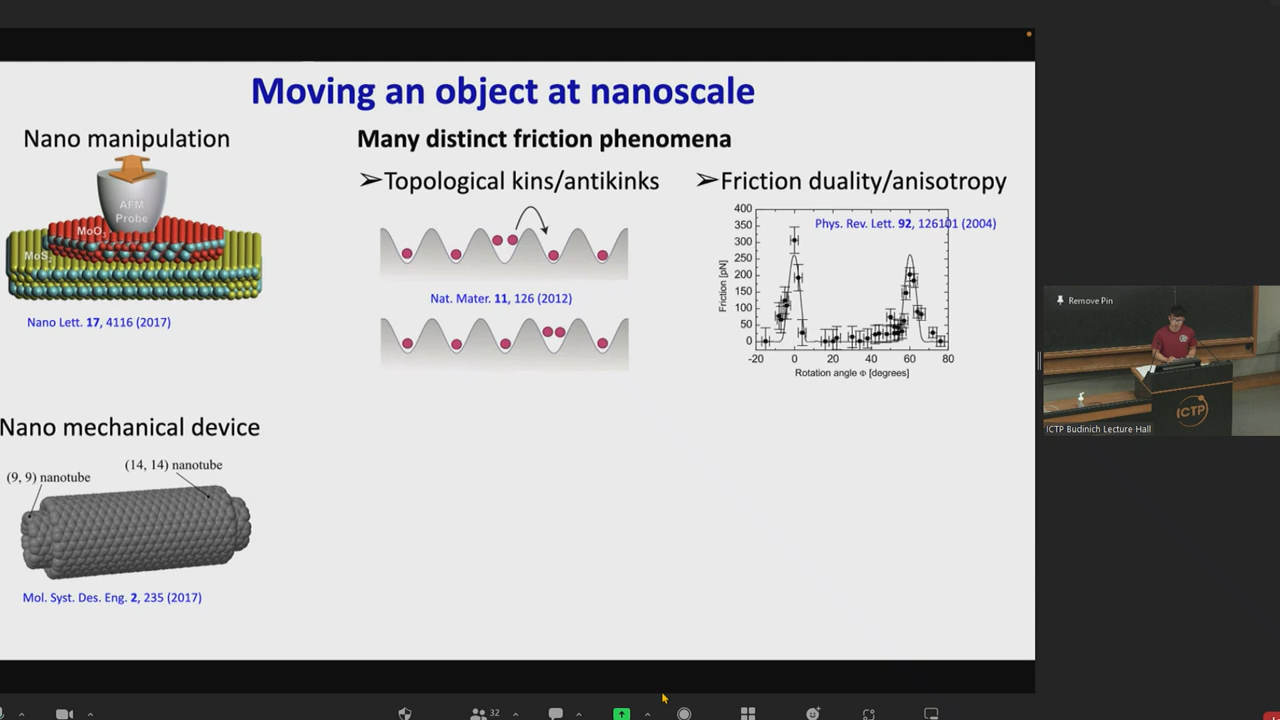 Moving an object at nanoscale
Nano manipulation
AFM
Probe
MoO3
MoS2
Nano Lett. 17, 4116 (2017)
Nano mechanical device
(9, 9) nanotube
(14, 14) nanotube
Mol. Syst. Des. Eng. 2, 235 (2017)
Many distinct friction phenomena
➢Topological kins/antikinks
Nat. Mater. 11, 126 (2012)
➢Friction duality/anisotropy
Phys. Rev. Lett. 92, 126101 (2004)
Friction [pN]
400
350
300
250
200
150
100
50
0
-20 0 20 40 60 80
Rotation angle Φ [degrees]
Remove Pin
ICTP
ICTP Budinich Lecture Hall
32